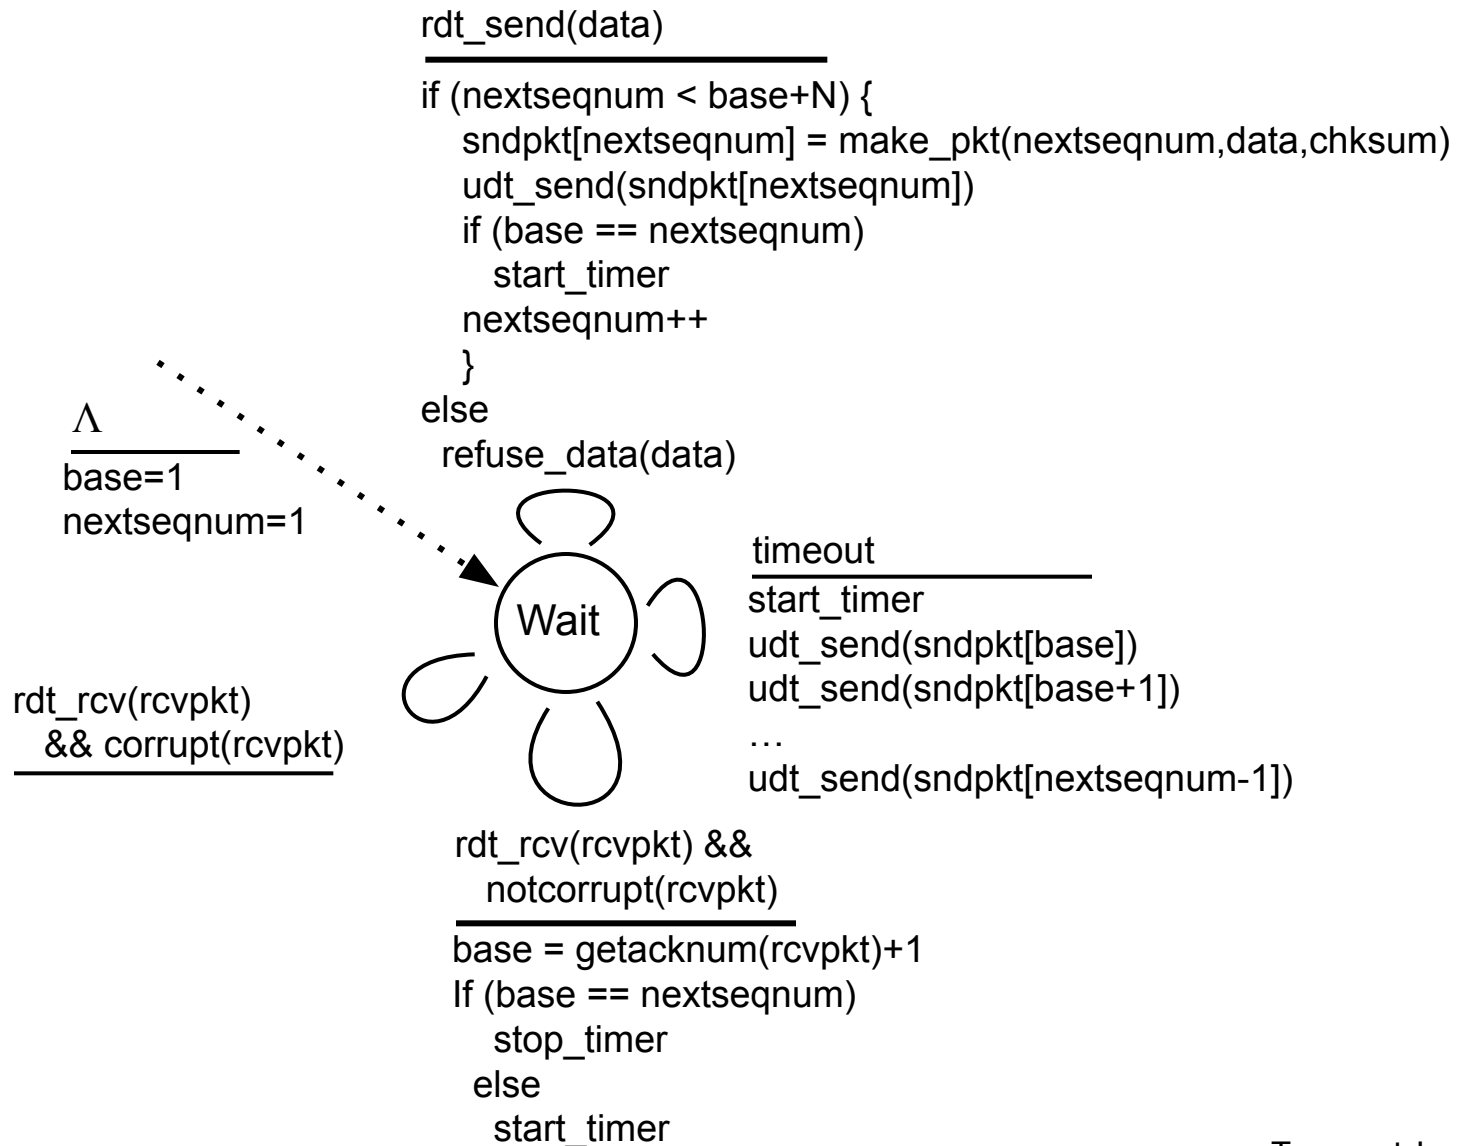 rdt_send(data)
if (nextseqnum < base+N) {
sndpkt[nextseqnum] = make_pkt(nextseqnum,data,chksum)
udt_send(sndpkt[nextseqnum])
if (base == nextseqnum)
start_timer
nextseqnum++
}
else
refuse_data(data)
Λ
base=1
nextseqnum=1
Wait
timeout
start_timer
udt_send(sndpkt[base])
udt_send(sndpkt[base+1])
…
udt_send(sndpkt[nextseqnum-1])
rdt_rcv(rcvpkt)
&& corrupt(rcvpkt)
rdt_rcv(rcvpkt) &&
notcorrupt(rcvpkt)
base = getacknum(rcvpkt)+1
If (base == nextseqnum)
stop_timer
else
start_timer